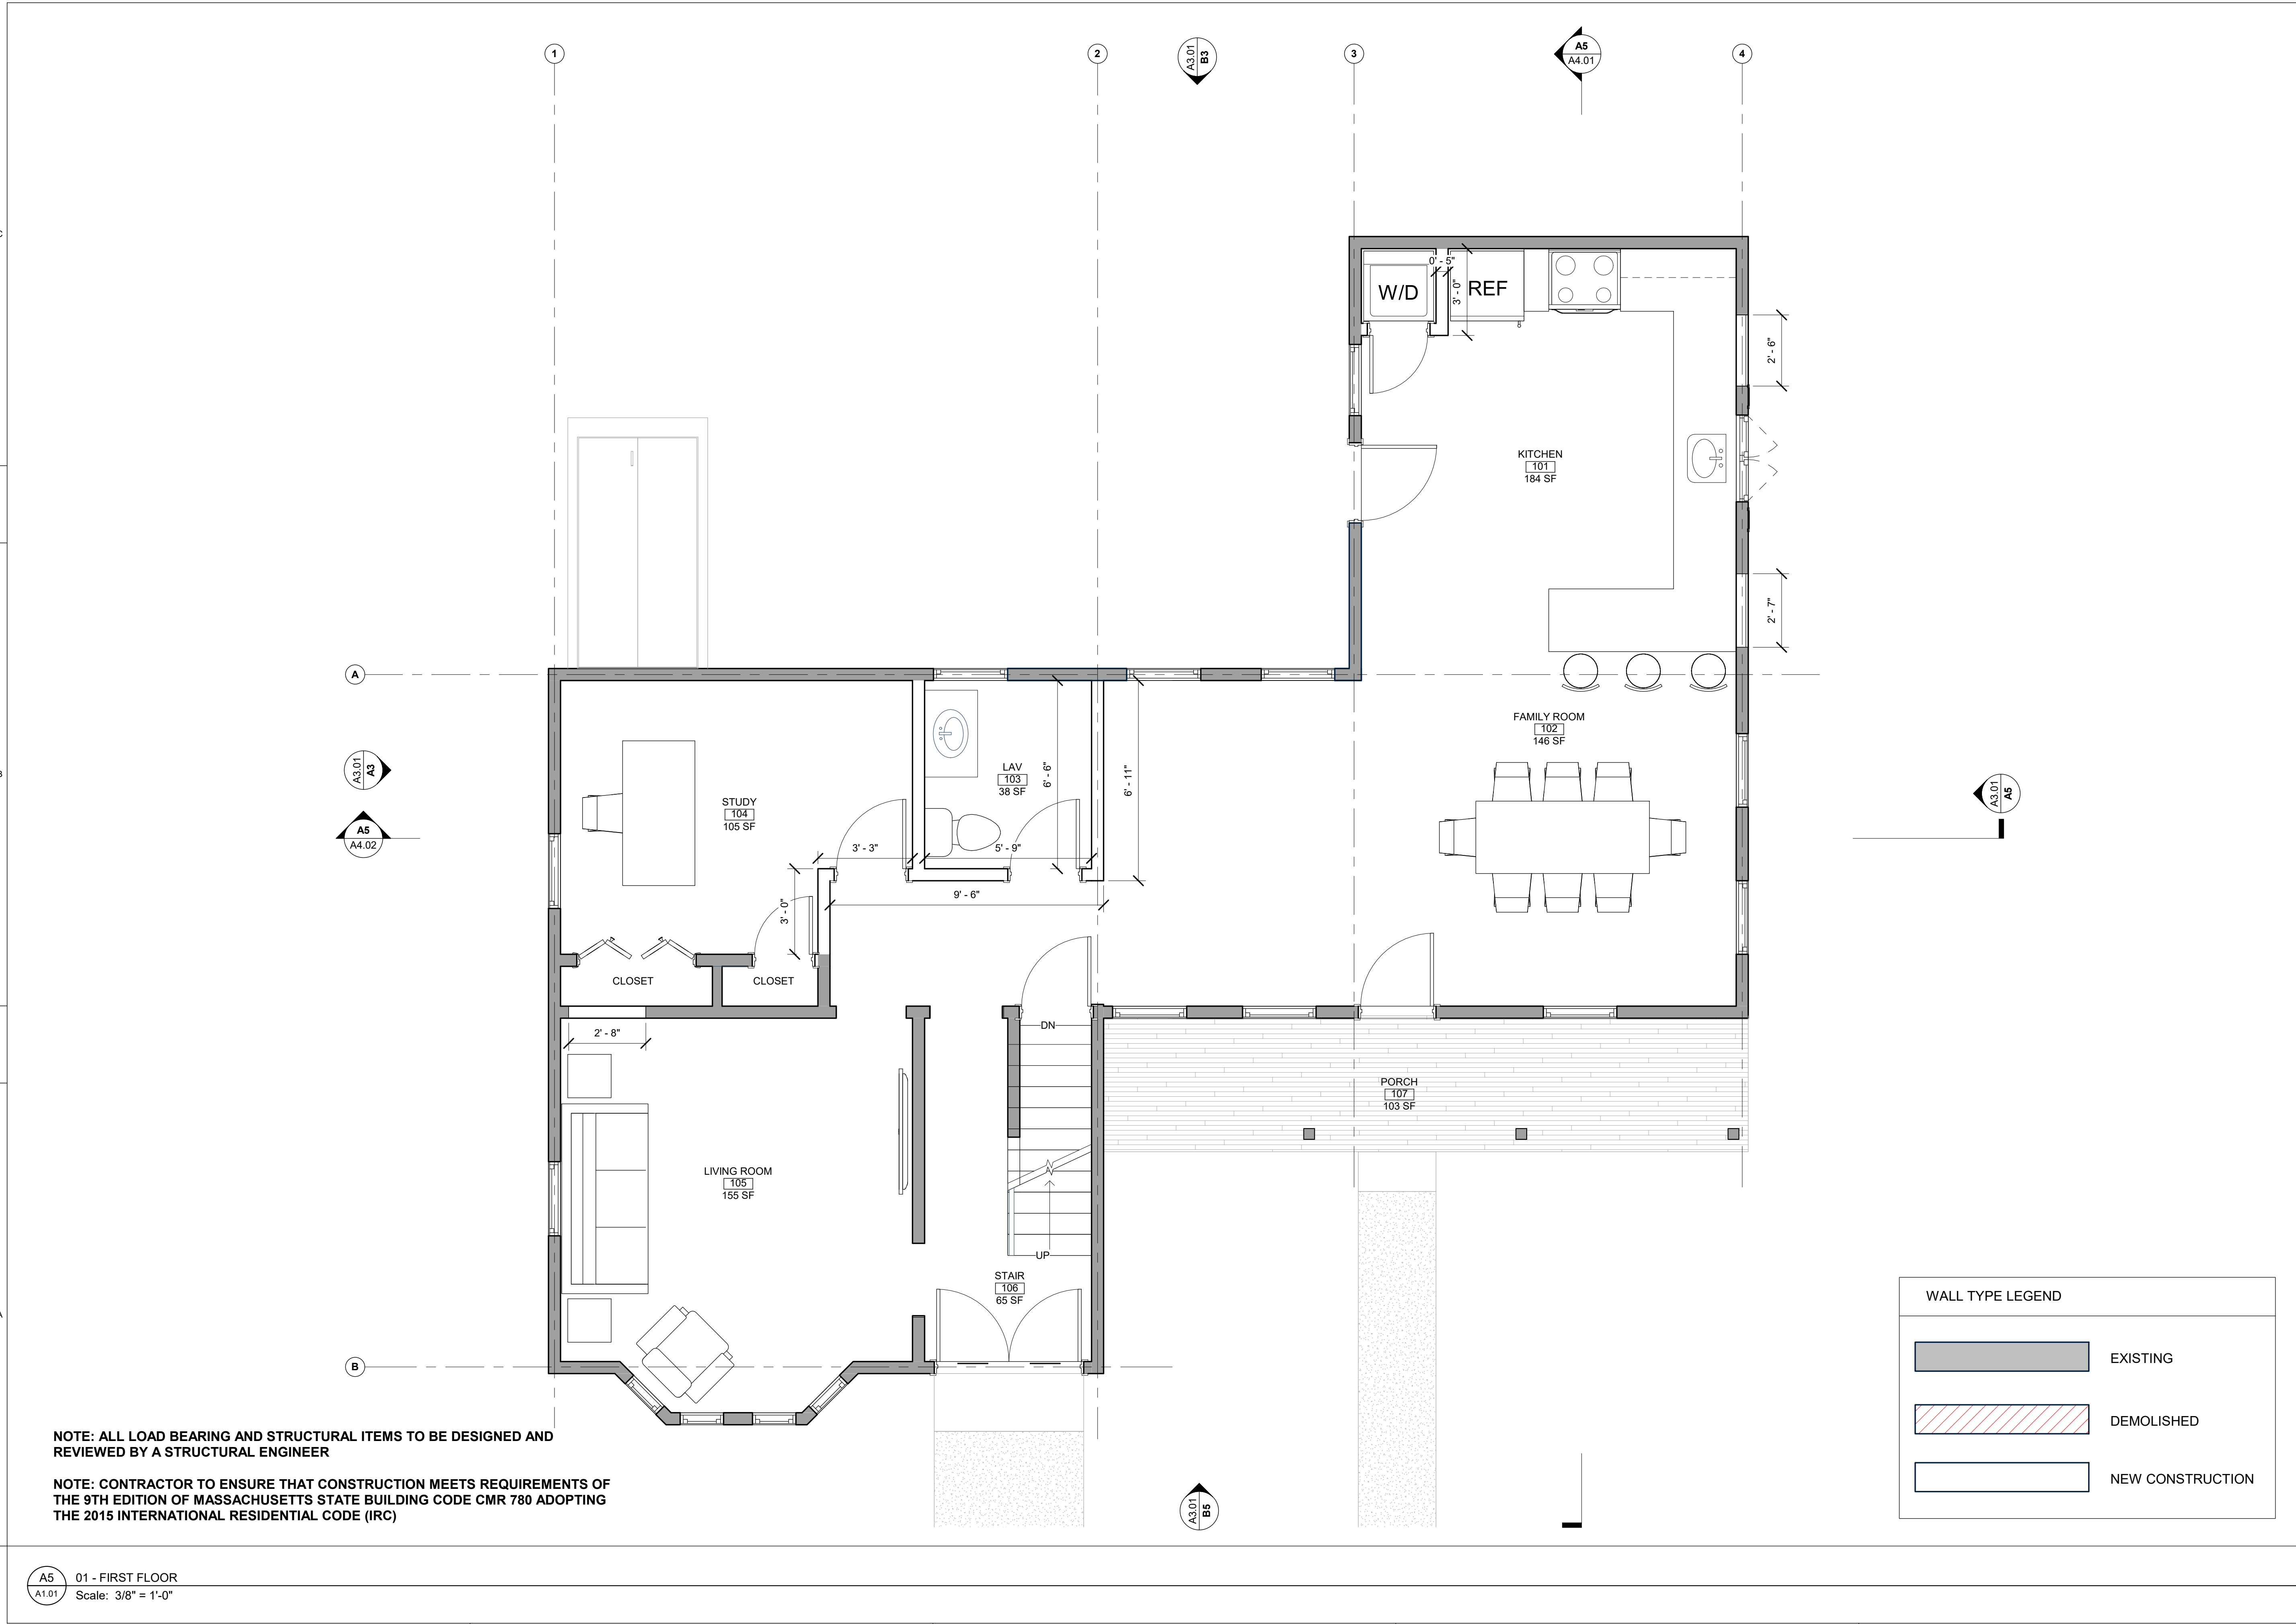 1
2
A3.01
B3
3
A5
A4.01
4
C
0' - 5"
W/D
3' - 0"
REF
2' - 6"
KITCHEN
101
184 SF
2' - 7"
A
FAMILY ROOM
102
146 SF
A3.01
A3
LAV
103
38 SF
6' - 6"
6' - 11"
B
A3.01
A5
STUDY
104
105 SF
A5
A4.02
3' - 3"
5' - 9"
9' - 6"
3' - 0"
CLOSET
CLOSET
DN
2' - 8"
PORCH
107
103 SF
LIVING ROOM
105
155 SF
UP
STAIR
106
65 SF
A
B
WALL TYPE LEGEND
EXISTING
DEMOLISHED
NEW CONSTRUCTION
NOTE: ALL LOAD BEARING AND STRUCTURAL ITEMS TO BE DESIGNED AND
REVIEWED BY A STRUCTURAL ENGINEER
NOTE: CONTRACTOR TO ENSURE THAT CONSTRUCTION MEETS REQUIREMENTS OF
THE 9TH EDITION OF MASSACHUSETTS STATE BUILDING CODE CMR 780 ADOPTING
THE 2015 INTERNATIONAL RESIDENTIAL CODE (IRC)
A3.01
B5
A5
A1.01
01 - FIRST FLOOR
Scale: 3/8" = 1'-0"